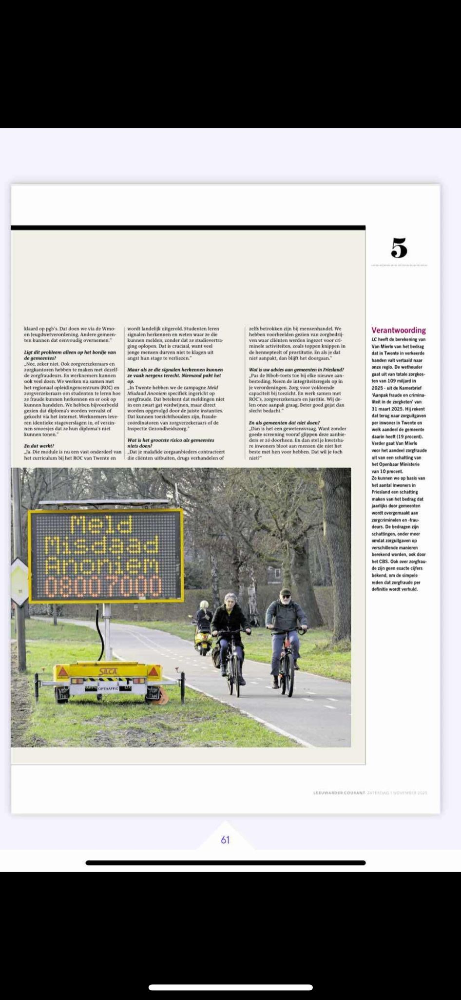 5
klaard op pgb's. Dat doen we via de Wmo-
en Jeugdwetverordening. Andere gemeen-
ten kunnen dat eenvoudig overnemen."
Ligt dit probleem alleen op het bordje van
de gemeentes?
„Nee, zeker niet. Ook zorgverzekeraars en
zorgkantoren hebben te maken met dezelf-
de zorgfraudeurs. En werknemers kunnen
ook veel doen. We werken nu samen met
het regionaal opleidingencentrum (ROC) en
zorgverzekeraars om studenten te leren hoe
ze fraude kunnen herkennen en er ook op
kunnen handelen. We hebben bijvoorbeeld
gezien dat diploma's worden vervalst of
gekocht via het internet. Werknemers leve-
ren identieke stageverslagen in, of verzin-
nen smoesjes dat ze hun diploma's niet
kunnen tonen."
En dat werkt?
„Ja. Die module is nu een vast onderdeel van
het curriculum bij het ROC van Twente en
wordt landelijk uitgerold. Studenten leren
signalen herkennen en weten waar ze die
kunnen melden, zonder dat ze studievertra-
ging oplopen. Dat is cruciaal, want veel
jonge mensen durven niet te klagen uit
angst hun stage te verliezen."
Maar als ze die signalen herkennen kunnen
ze vaak nergens terecht. Niemand pakt het
op.
„In Twente hebben we de campagne Meld
Misdaad Anoniem specifiek ingericht op
zorgfraude. Dat betekent dat meldingen niet
in een zwart gat verdwijnen, maar direct
worden opgevolgd door de juiste instanties.
Dat kunnen toezichthouders zijn, fraude-
coördinatoren van zorgverzekeraars of de
Inspectie Gezondheidszorg."
Wat is het grootste risico als gemeentes
niets doen?
„Dat je malafide zorgaanbieders contracteert
die cliënten uitbuiten, drugs verhandelen of
zelfs betrokken zijn bij mensenhandel. We
hebben voorbeelden gezien van zorgbedrij-
ven waar cliënten werden ingezet voor cri-
minele activiteiten, zoals toppen knippen in
de hennepteelt of prostitutie. En als je dat
niet aanpakt, dan blijft het doorgaan."
Wat is uw advies aan gemeenten in Friesland?
„Pas de Bibob-toets toe bij elke nieuwe aan-
besteding. Neem de integriteitsregels op in
je verordeningen. Zorg voor voldoende
capaciteit bij toezicht. En werk samen met
ROC's, zorgverzekeraars en justitie. Wij de-
len onze aanpak graag. Beter goed gejat dan
slecht bedacht."
En als gemeenten dat niet doen?
„Dan is het een gewetensvraag. Want zonder
goede screening vooraf glippen deze aanbie-
ders er zó doorheen. En dan stel je kwetsba-
re inwoners bloot aan mensen die niet het
beste met hen voor hebben. Dat wil je toch
niet?"
Verantwoording
LC heeft de berekening van
Van Mierlo van het bedrag
dat in Twente in verkeerde
handen valt vertaald naar
onze regio. De wethouder
gaat uit van totale zorgkos-
ten van 109 miljard in
2025 - uit de Kamerbrief
'Aanpak fraude en crimina-
liteit in de zorgketen' van
31 maart 2025. Hij rekent
dat terug naar zorguitgaven
per inwoner in Twente en
welk aandeel de gemeente
daarin heeft (19 procent).
Verder gaat Van Mierlo
voor het aandeel zorgfraude
uit van een schatting van
het Openbaar Ministerie
van 10 procent.
Zo kunnen we op basis van
het aantal inwoners in
Friesland een schatting
maken van het bedrag dat
jaarlijks door gemeenten
wordt overgemaakt aan
zorgcriminelen en -frau-
deurs. De bedragen zijn
schattingen, onder meer
omdat zorguitgaven op
verschillende manieren
berekend worden, ook door
het CBS. Ook over zorgfrau-
de zijn geen exacte cijfers
bekend, om de simpele
reden dat zorgfraude per
definitie wordt verhuld.
Meld
Misdaad
Anoniem
0800 7000
SILCA
OPTRAFFIC
LEEUWARDER COURANT ZATERDAG 1 NOVEMBER 2025
61